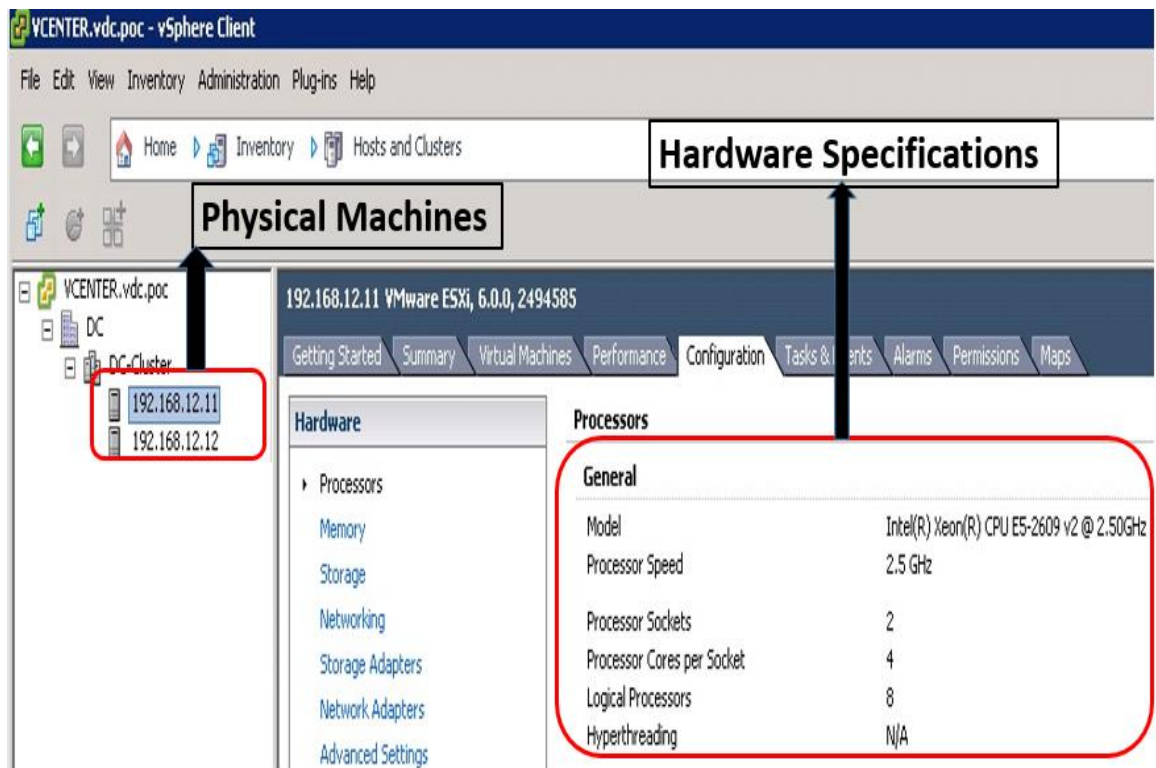 VCENTER.vdc.poc - vSphere Client
File Edit View Inventory Administration Plug-ins Help
Home Inventory Hosts and Clusters
Hardware Specifications
Physical Machines
VCENTER.vdc.poc
DC
DC-Cluster
192.168.12.11
192.168.12.12
192.168.12.11 VMware ESXi, 6.0.0, 2494585
Getting Started Summary Virtual Machines Performance Configuration Tasks & Alarms Permissions Maps
Hardware
Processors
Memory
Storage
Networking
Storage Adapters
Network Adapters
Advanced Settings
Processors
General
Model Intel(R) Xeon(R) CPU E5-2609 v2 @ 2.50GHz
Processor Speed 2.5 GHz
Processor Sockets 2
Processor Cores per Socket 4
Logical Processors 8
Hyperthreading N/A